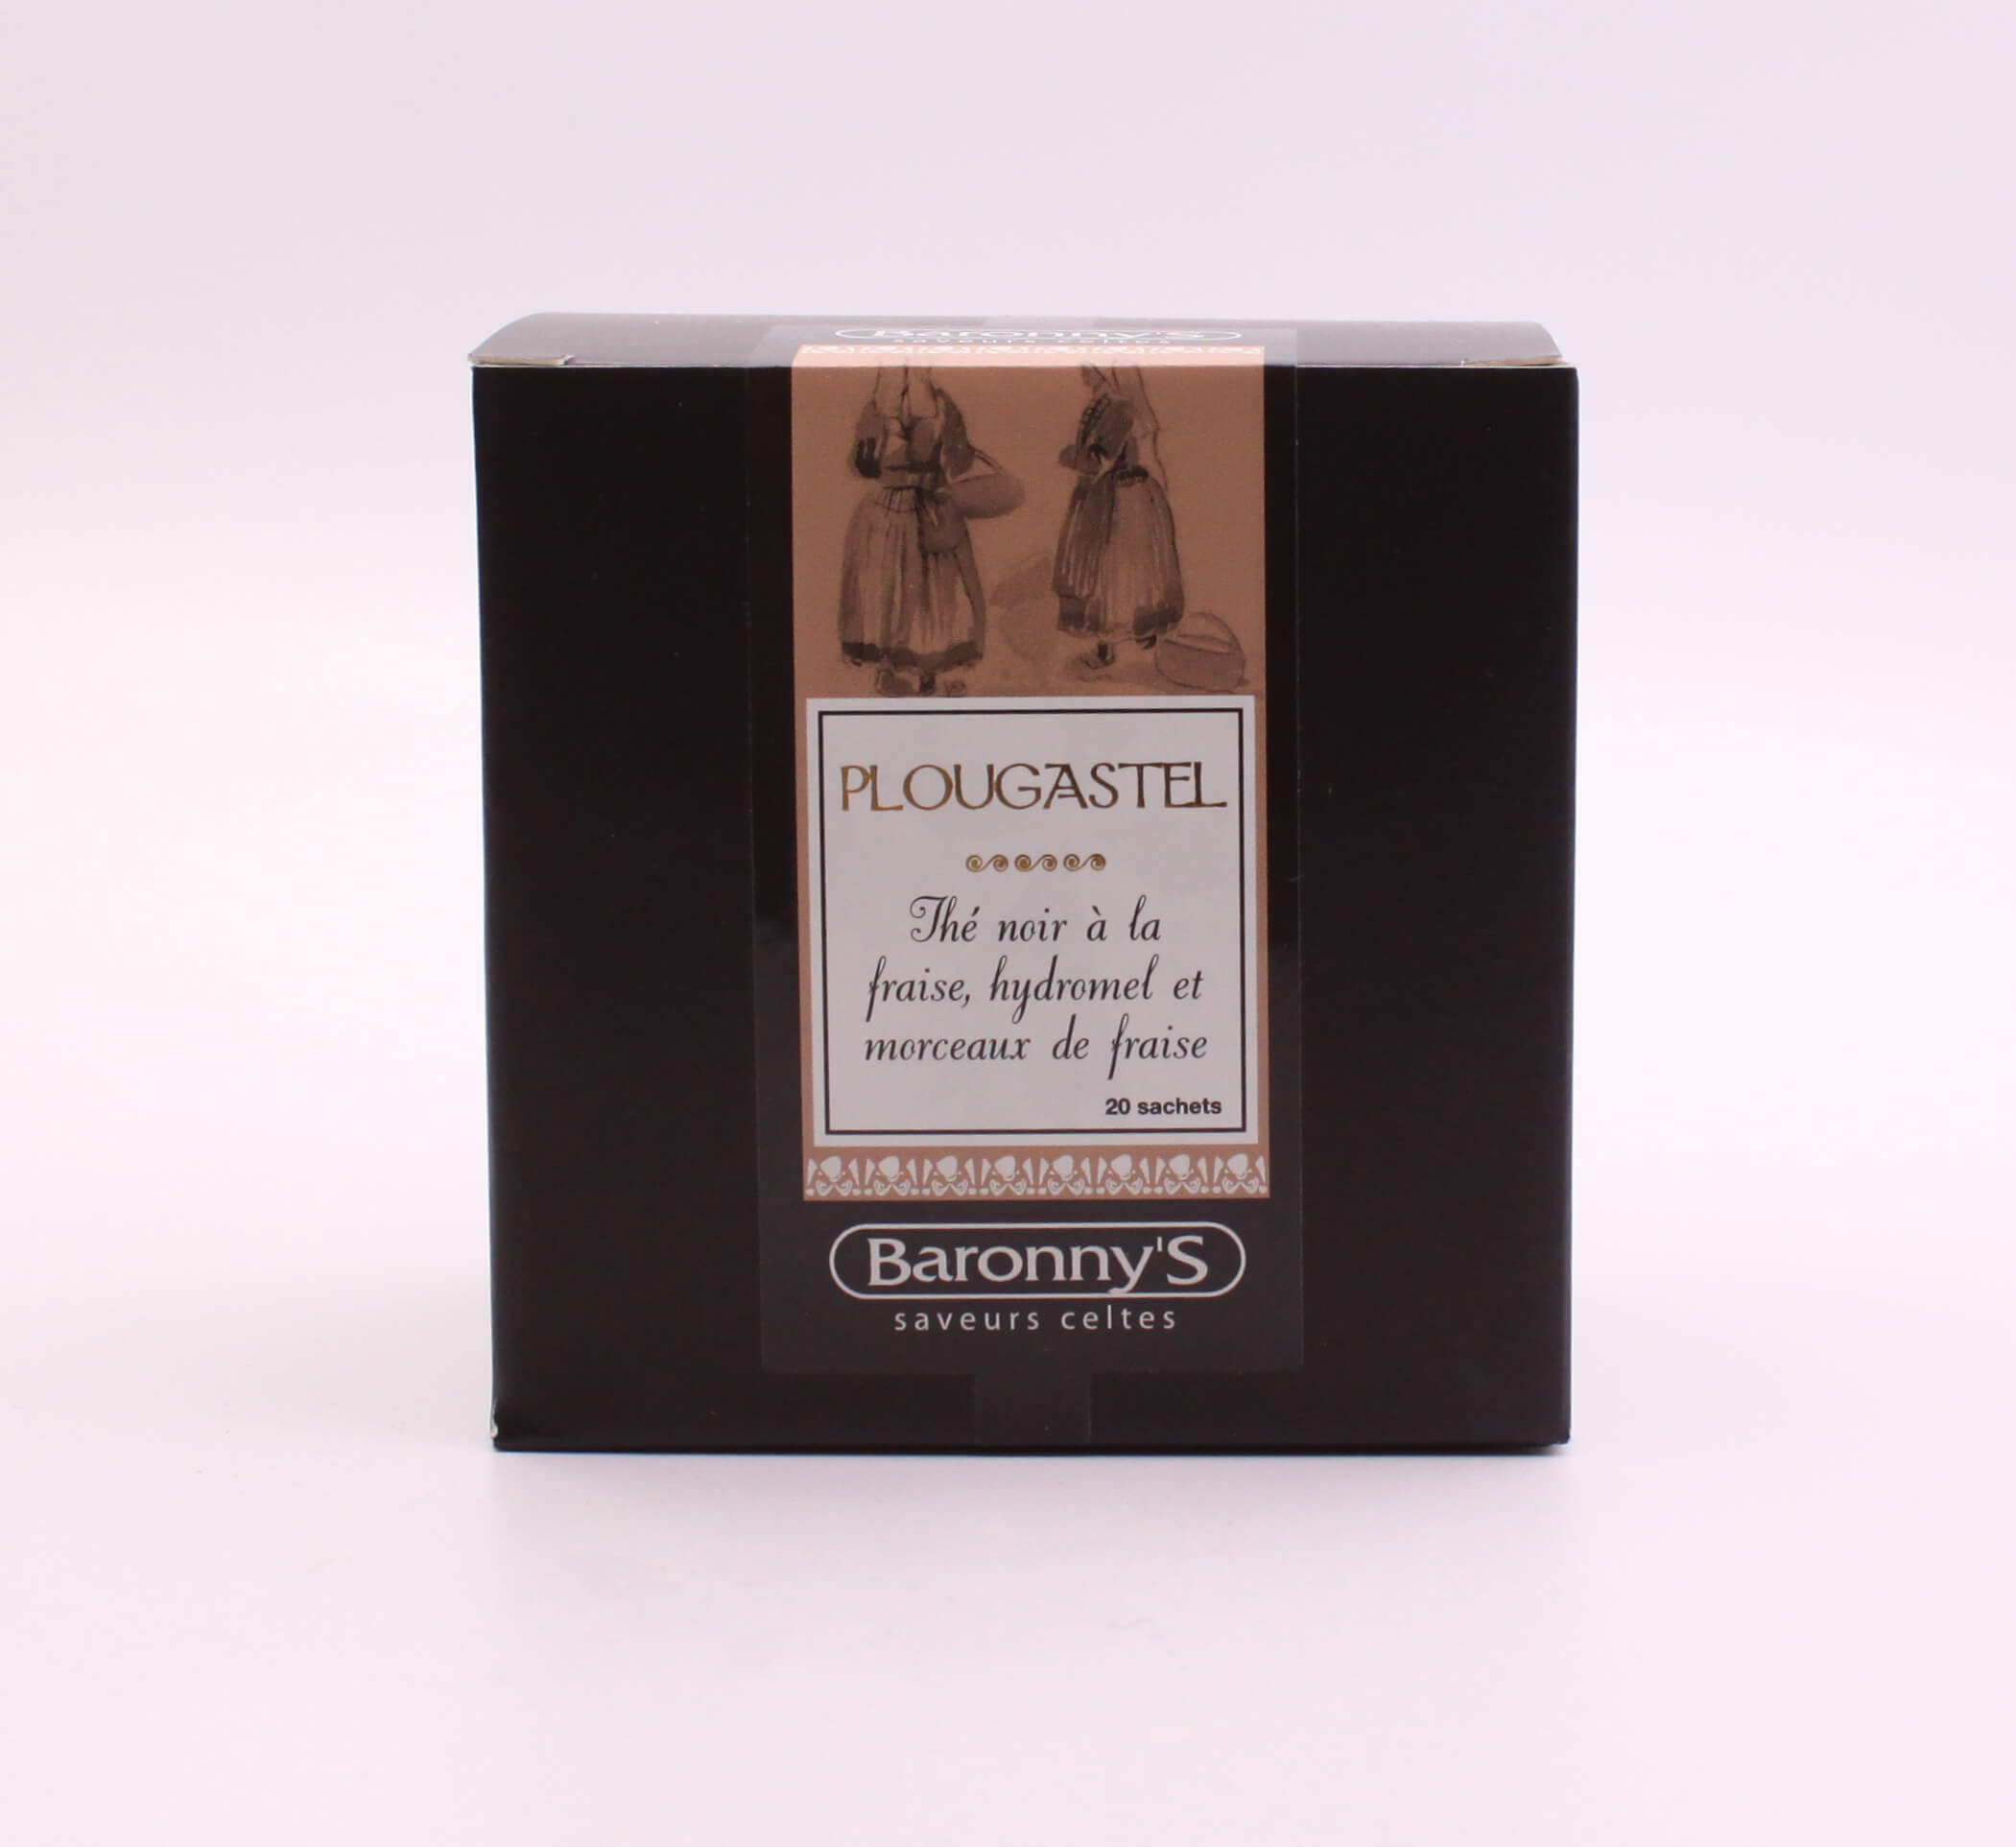 Baronny'S
saveurs celtes
PLOUGASTEL
Thé noir à la
fraise, hydromel et
morceaux de fraise
20 sachets
Baronny'S
saveurs celtes